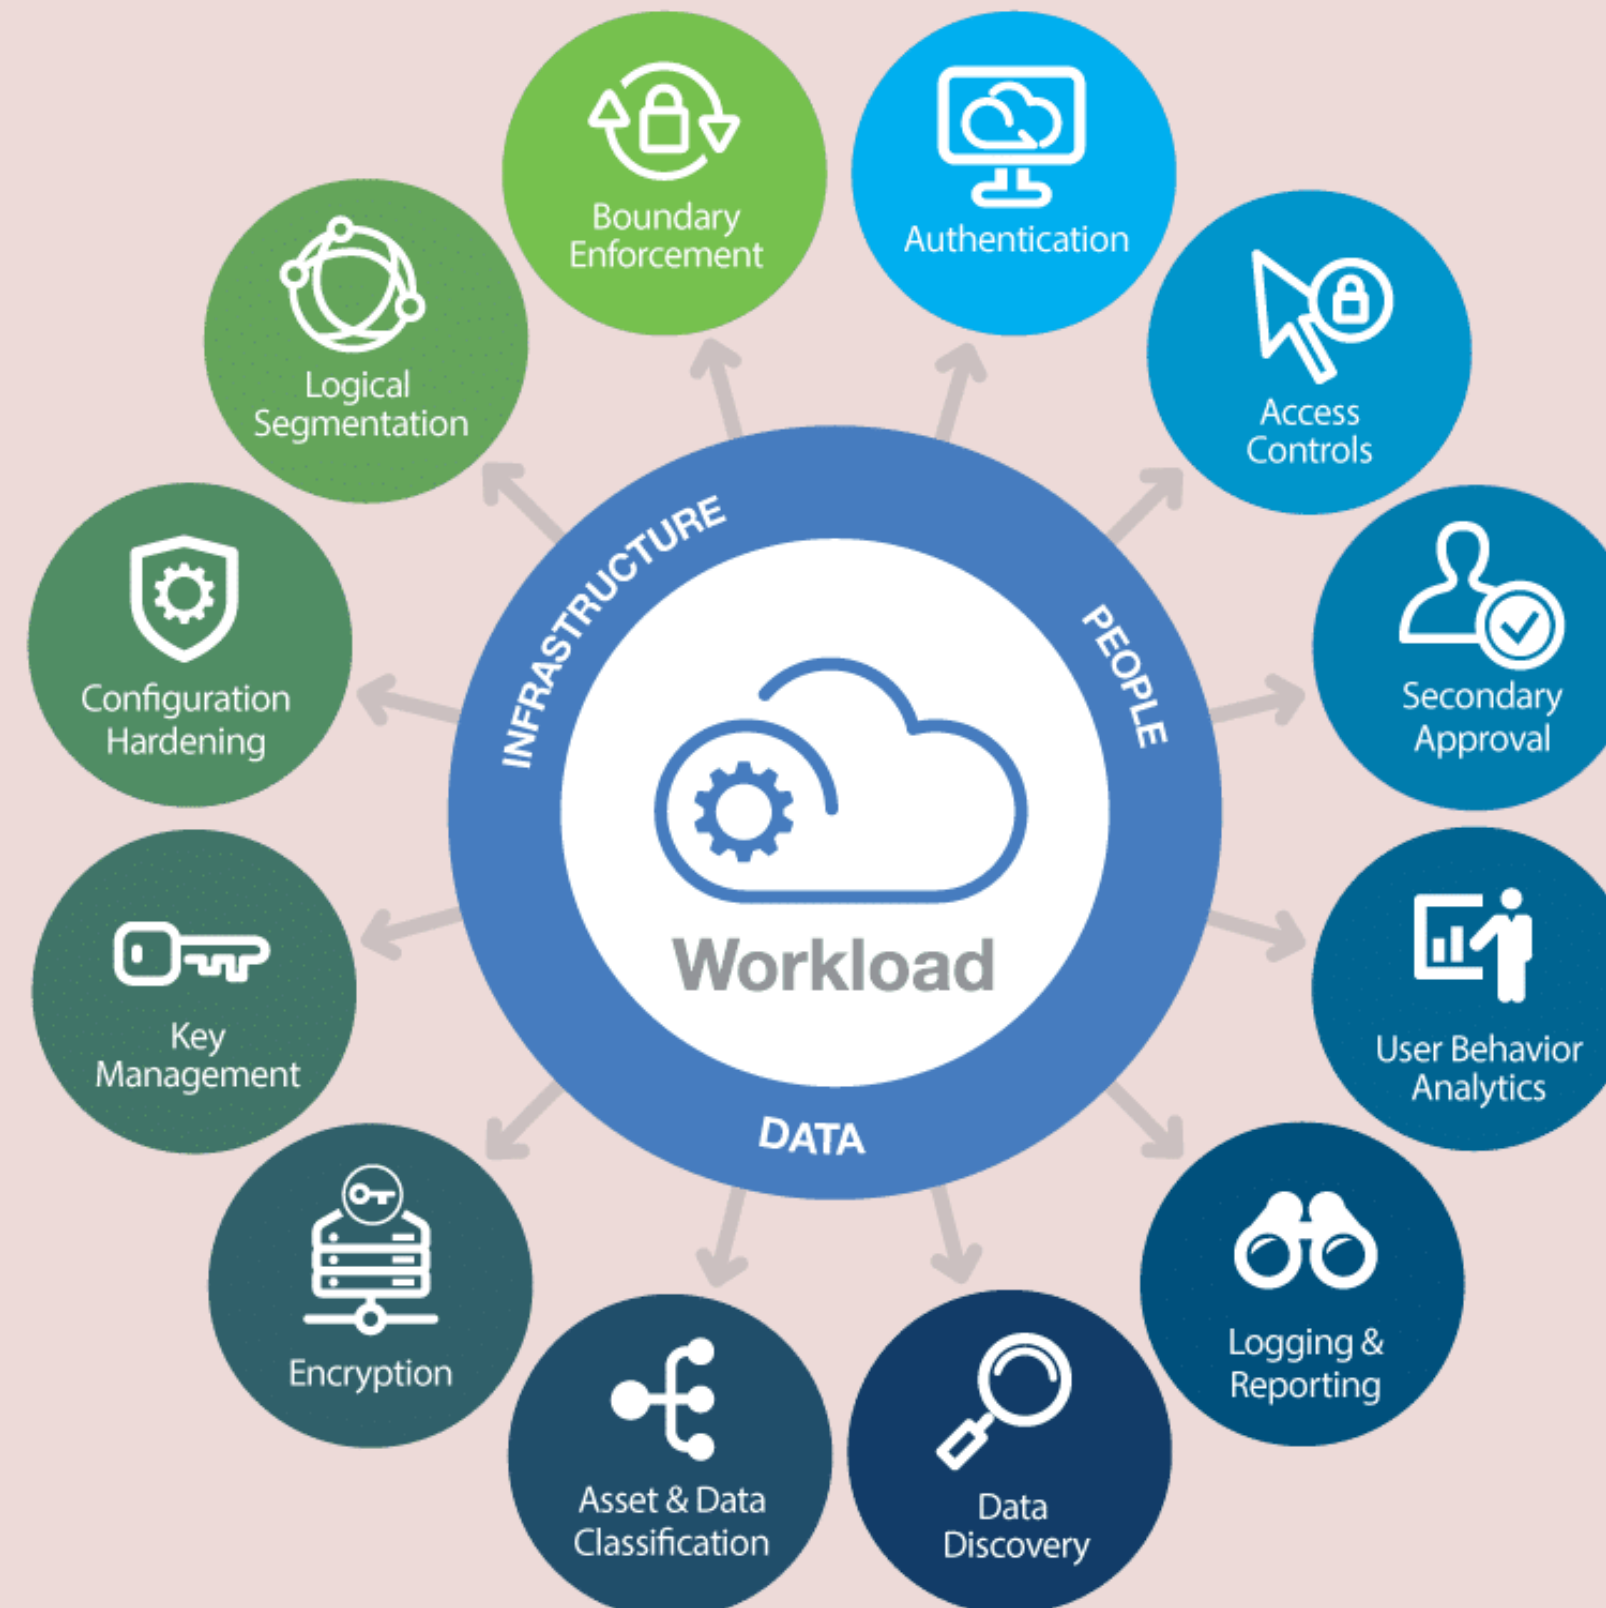 Boundary
Enforcement
Authentication
Access
Controls
Secondary
Approval
User Behavior
Analytics
Logging &
Reporting
Data
Discovery
Asset & Data
Classification
Encryption
Key
Management
Configuration
Hardening
Logical
Segmentation
INFRASTRUCTURE
PEOPLE
DATA
Workload